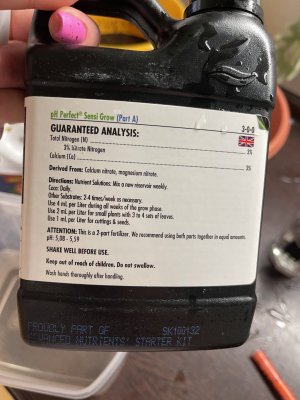 pH Perfect® Sensi Grow (Part A)
GUARANTEED ANALYSIS: 3-0-0
Total Nitrogen (N) 3%
3% Nitrate Nitrogen
Calcium (Ca) 3%
Derived From: Calcium nitrate, magnesium nitrate.
Directions: Nutrient Solutions: Mix a new reservoir weekly.
Coco: Daily.
Other Substrates: 2-4 times/week as necessary.
Use 4 mL per Liter during all weeks of the grow phase.
Use 2 mL per Liter for small plants with 3 to 4 sets of leaves.
Use 1 mL per Liter for cuttings & seeds.
ATTENTION: This is a 2-part fertilizer. We recommend using both parts together in equal amounts.
pH: 5,08 - 5,59
SHAKE WELL BEFORE USE.
Keep out of reach of children. Do not swallow.
Wash hands thoroughly after handling.
PROUDLY PART OF SK100132
ADVANCED NUTRIENTS' STARTER KIT